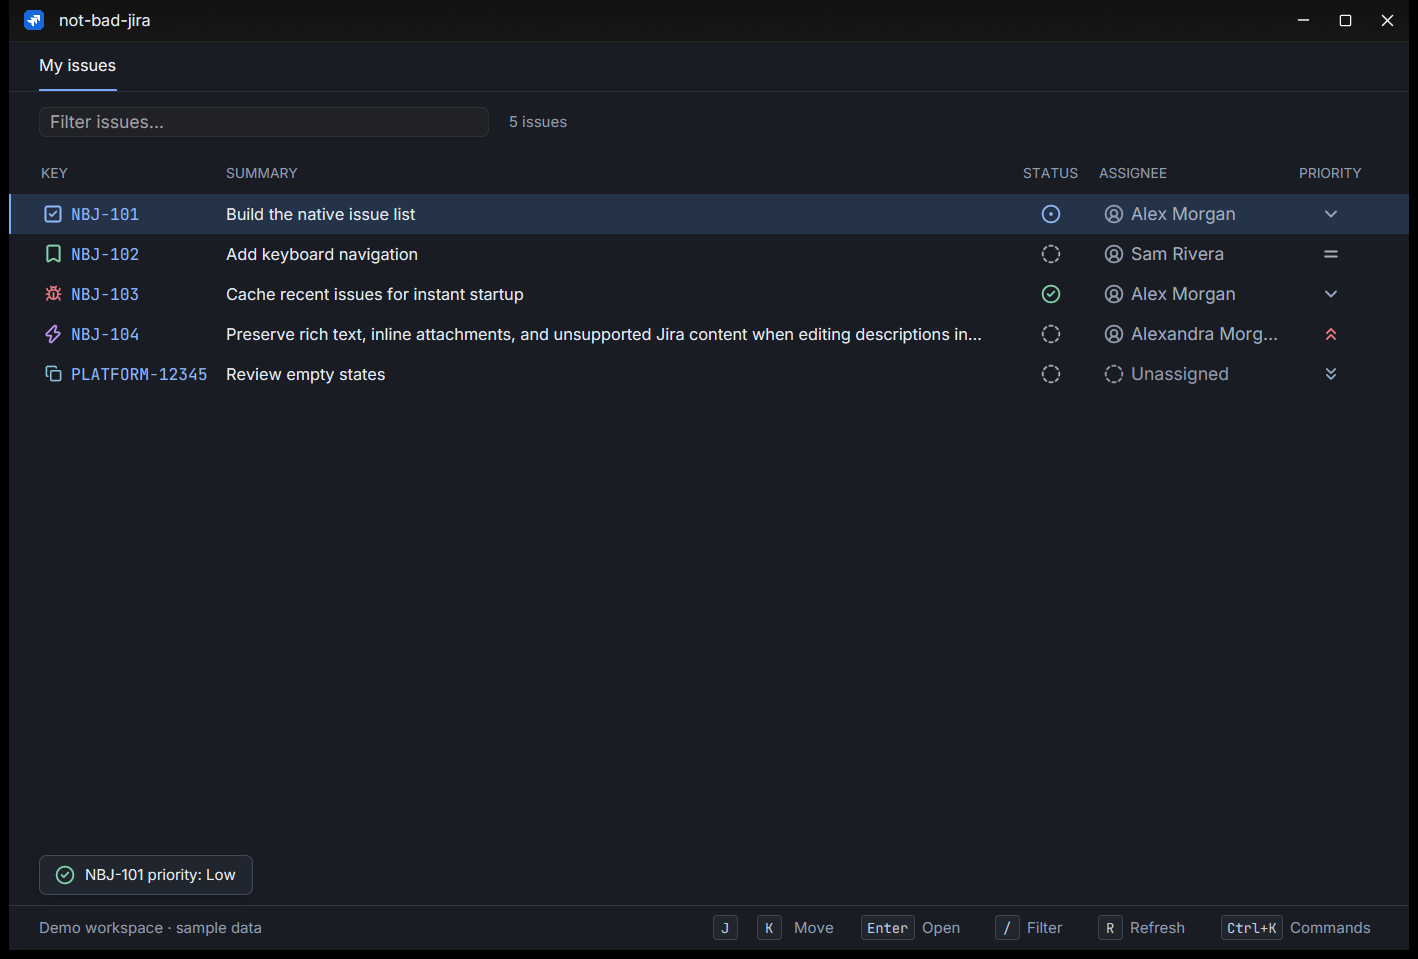 not-bad-jira
My issues
Filter issues...
5 issues
KEY SUMMARY STATUS ASSIGNEE PRIORITY
NBJ-101 Build the native issue list Alex Morgan
NBJ-102 Add keyboard navigation Sam Rivera
NBJ-103 Cache recent issues for instant startup Alex Morgan
NBJ-104 Preserve rich text, inline attachments, and unsupported Jira content when editing descriptions in... Alexandra Morg...
PLATFORM-12345 Review empty states Unassigned
NBJ-101 priority: Low
Demo workspace · sample data J K Move Enter Open / Filter R Refresh Ctrl+K Commands